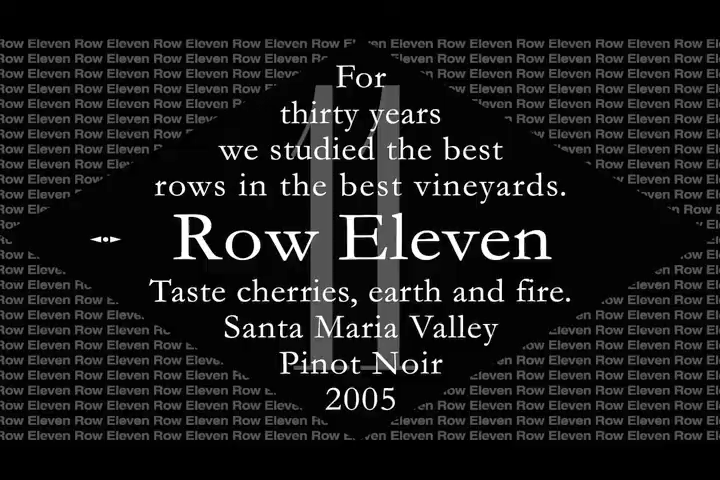 For
thirty years
we studied the best
rows in the best vineyards.
Row Eleven
Taste cherries, earth and fire.
Santa Maria Valley
Pinot Noir
2005
11